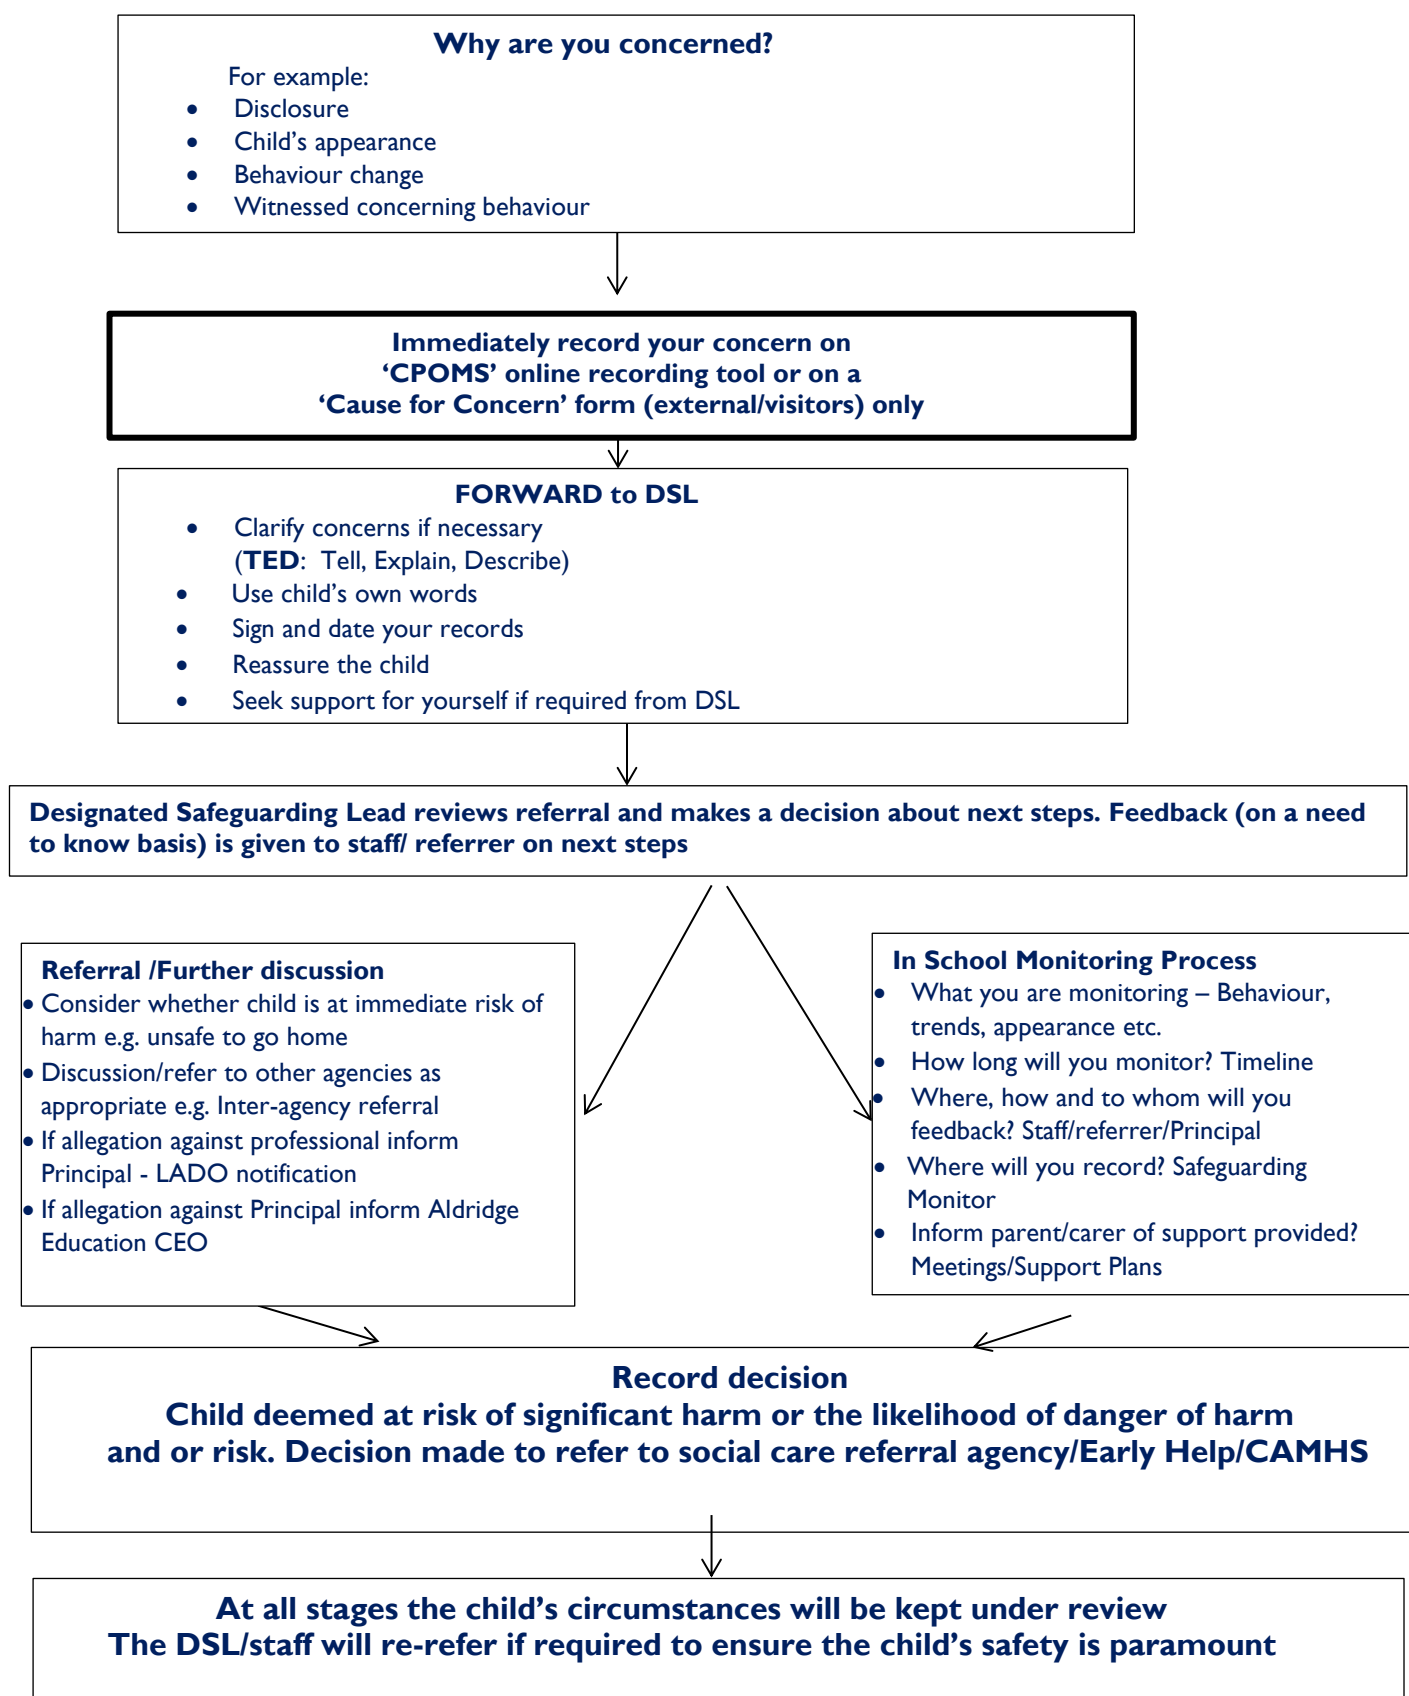 Why are you concerned?
For example:
• Disclosure
• Child’s appearance
• Behaviour change
• Witnessed concerning behaviour
Immediately record your concern on
‘CPOMS’ online recording tool or on a
‘Cause for Concern’ form (external/visitors) only
FORWARD to DSL
• Clarify concerns if necessary
(TED: Tell, Explain, Describe)
• Use child’s own words
• Sign and date your records
• Reassure the child
• Seek support for yourself if required from DSL
Designated Safeguarding Lead reviews referral and makes a decision about next steps. Feedback (on a need
to know basis) is given to staff/ referrer on next steps
Referral /Further discussion
• Consider whether child is at immediate risk of
harm e.g. unsafe to go home
• Discussion/refer to other agencies as
appropriate e.g. Inter-agency referral
• If allegation against professional inform
Principal - LADO notification
• If allegation against Principal inform Aldridge
Education CEO
In School Monitoring Process
• What you are monitoring – Behaviour,
trends, appearance etc.
• How long will you monitor? Timeline
• Where, how and to whom will you
feedback? Staff/referrer/Principal
• Where will you record? Safeguarding
Monitor
• Inform parent/carer of support provided?
Meetings/Support Plans
Record decision
Child deemed at risk of significant harm or the likelihood of danger of harm
and or risk. Decision made to refer to social care referral agency/Early Help/CAMHS
At all stages the child’s circumstances will be kept under review
The DSL/staff will re-refer if required to ensure the child’s safety is paramount